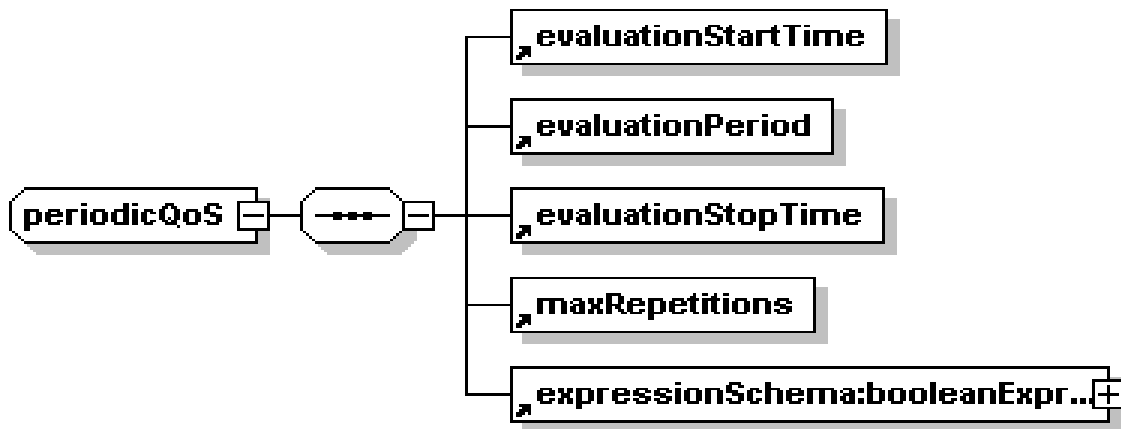 evaluationStartTime
evaluationPeriod
periodicQoS
evaluationStopTime
maxRepetitions
expressionSchema:booleanExpr...